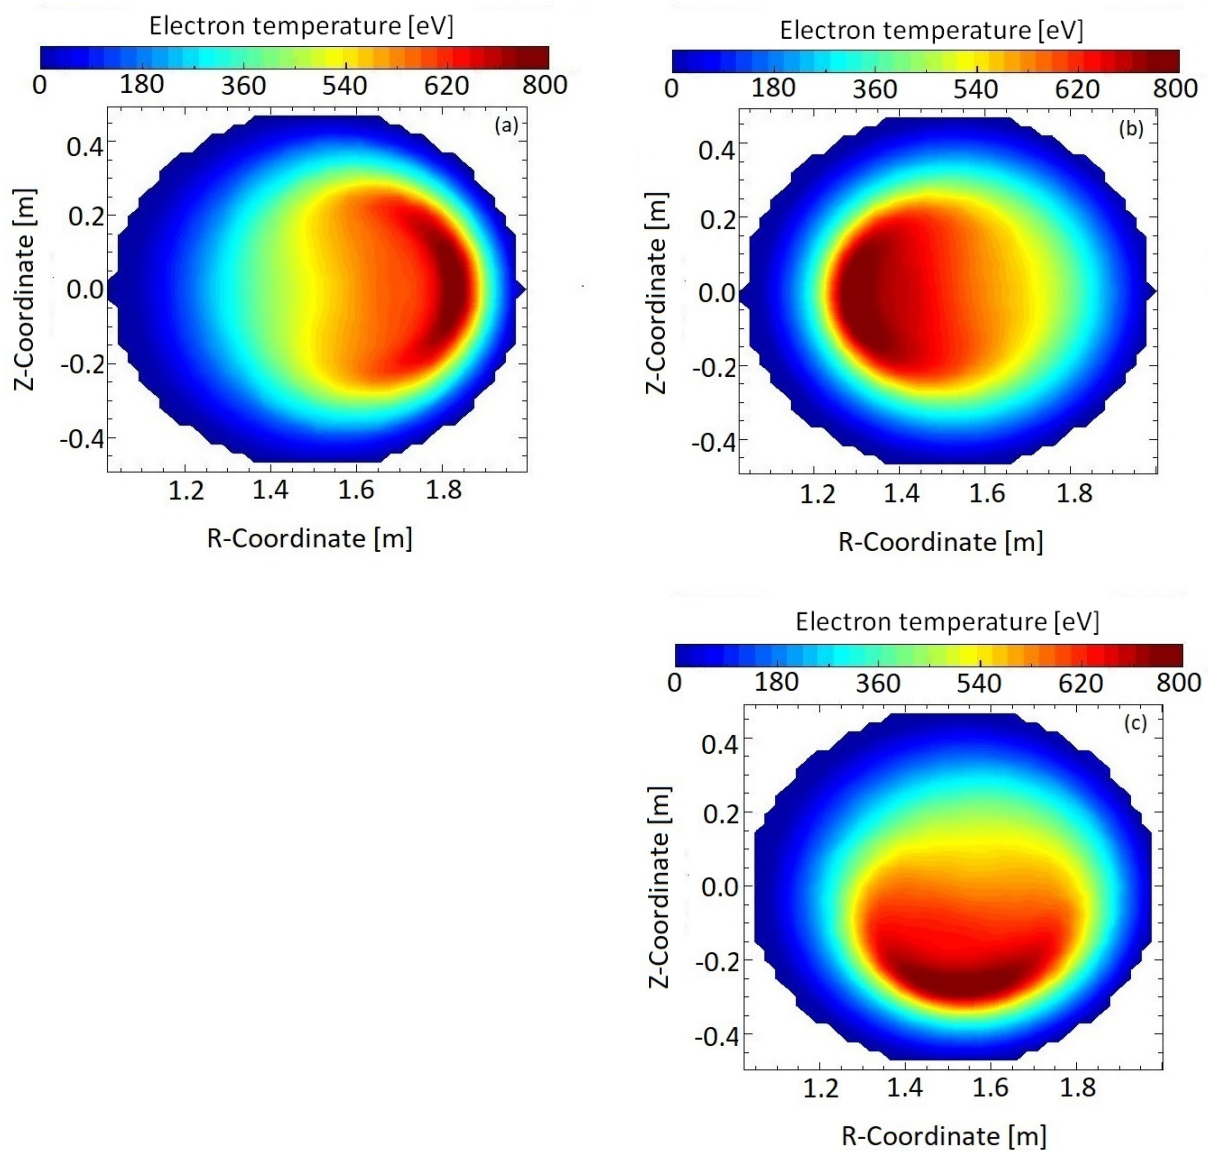 Electron temperature [eV]
0 180 360 540 620 800
(a)
0.4
0.2
0.0
-0.2
-0.4
Z-Coordinate [m]
1.2 1.4 1.6 1.8
R-Coordinate [m]
Electron temperature [eV]
0 180 360 540 620 800
(b)
0.4
0.2
0.0
-0.2
-0.4
Z-Coordinate [m]
1.2 1.4 1.6 1.8
R-Coordinate [m]
Electron temperature [eV]
0 180 360 540 620 800
(c)
0.4
0.2
0.0
-0.2
-0.4
Z-Coordinate [m]
1.2 1.4 1.6 1.8
R-Coordinate [m]